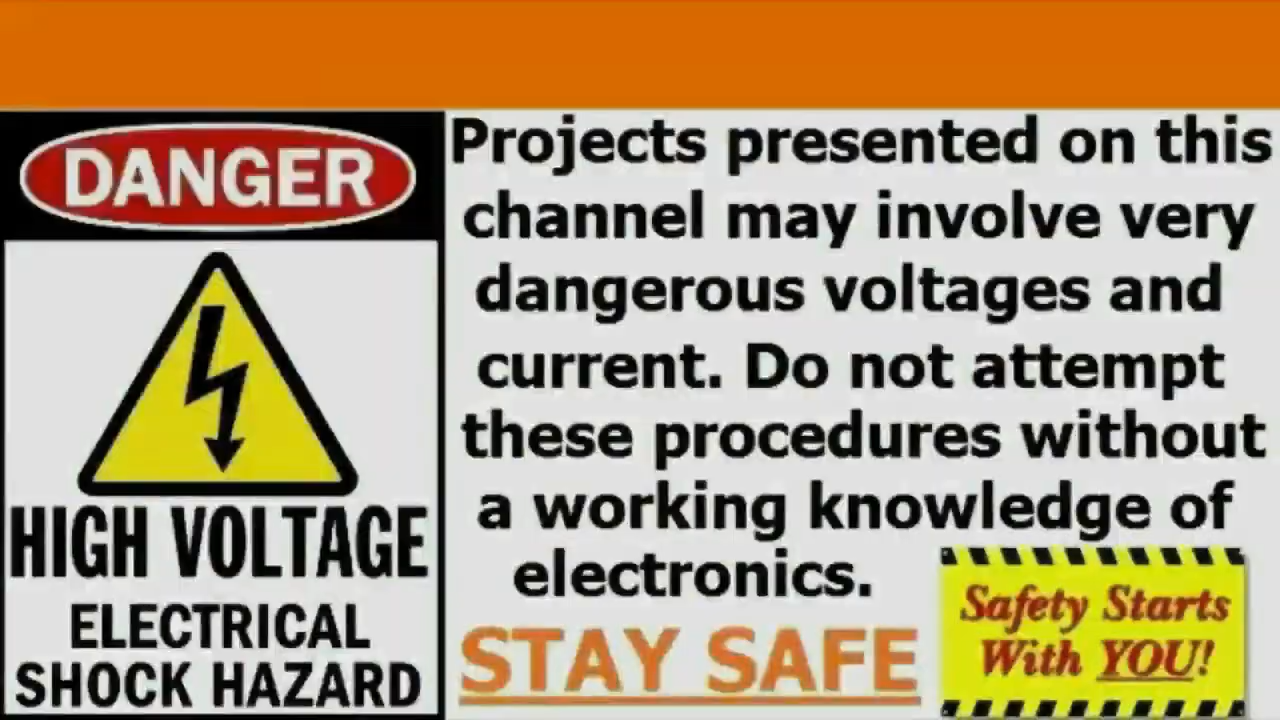 DANGER
HIGH VOLTAGE
ELECTRICAL
SHOCK HAZARD
Projects presented on this
channel may involve very
dangerous voltages and
current. Do not attempt
these procedures without
a working knowledge of
electronics.
STAY SAFE
Safety Starts
With YOU!